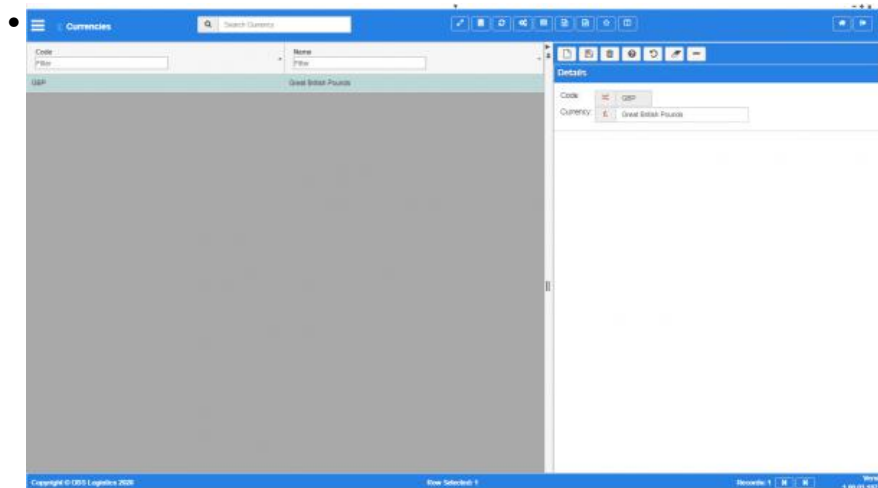 Currencies
Search Currency
Code
Filter
Name
Filter
GBP
Great British Pounds
Details
Code:
GBP
Currency:
£
Great British Pounds
Copyright © OBS Logistics 2020
Row Selected: 1
Records: 1